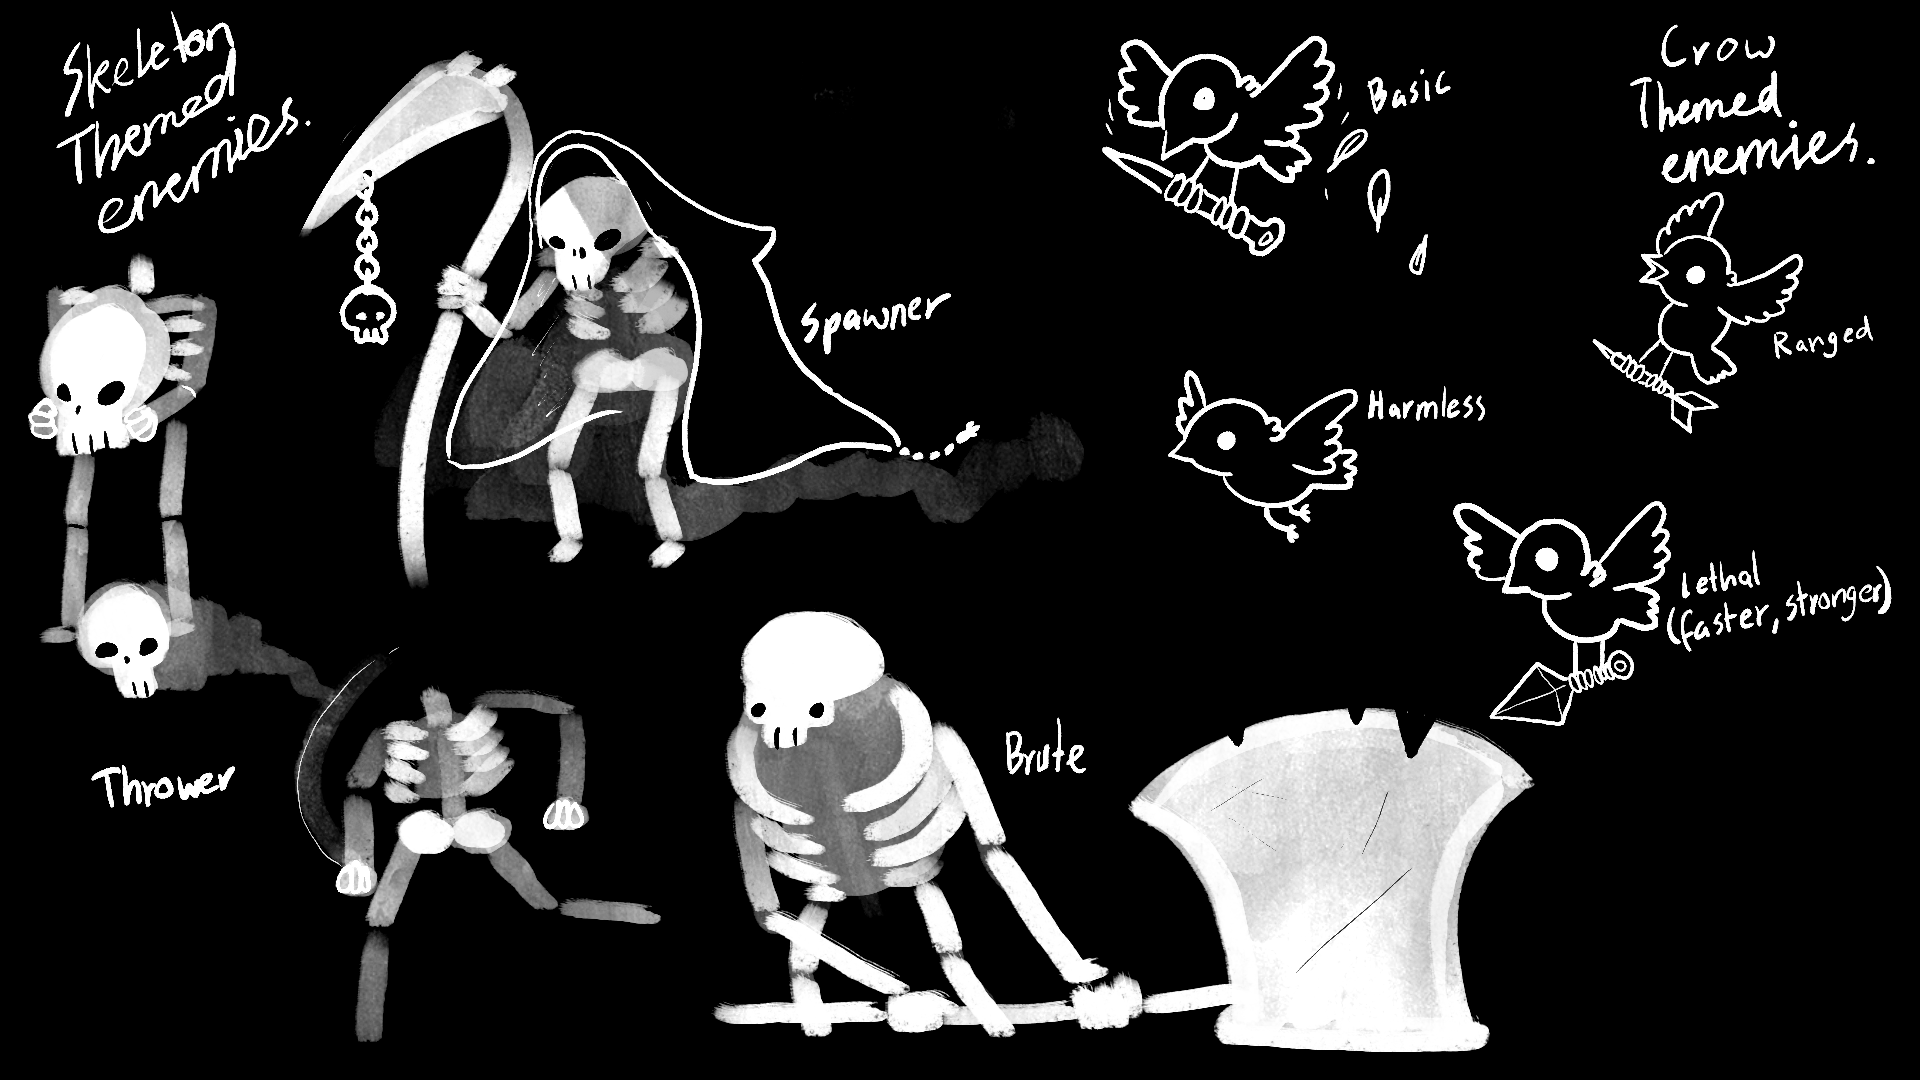 Skeleton
Themed
enemies.
Spawner
Thrower
Brute
Crow
Themed
enemies.
Basic
Ranged
Harmless
Lethal
(faster, stronger)